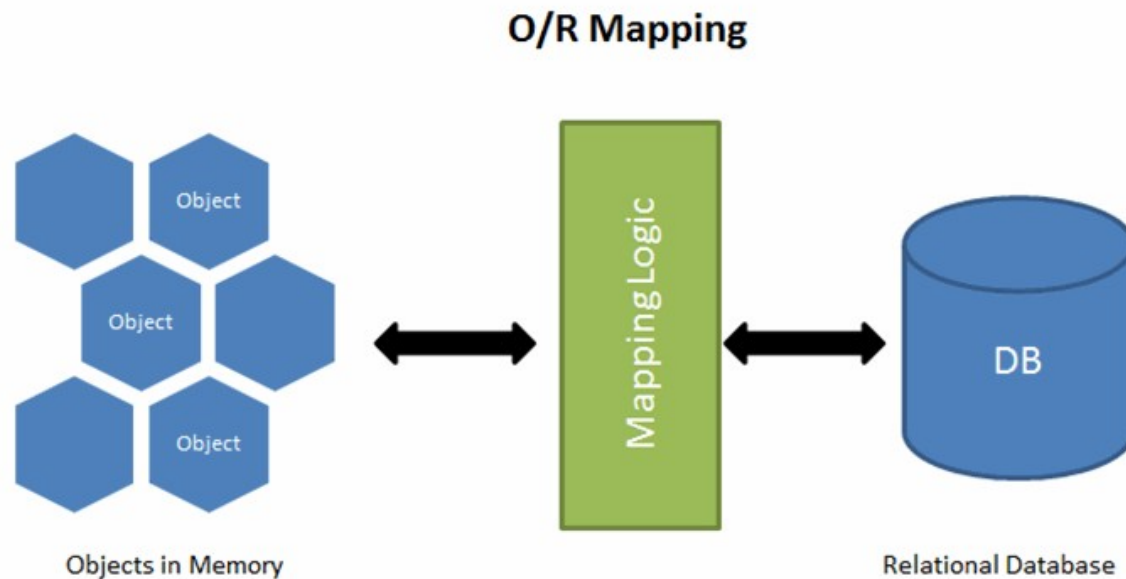 O/R Mapping
Object
Object
Object
Mapping Logic
DB
Objects in Memory
Relational Database